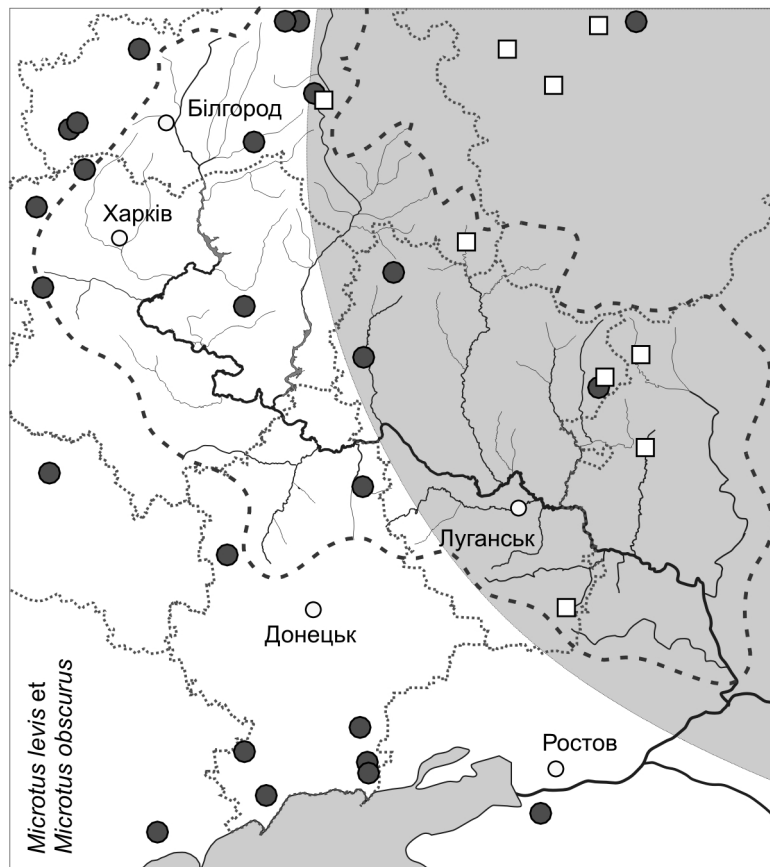 Білгород
Харків
Луганськ
Донецьк
Ростов
Microtus levis et
Microtus obscurus